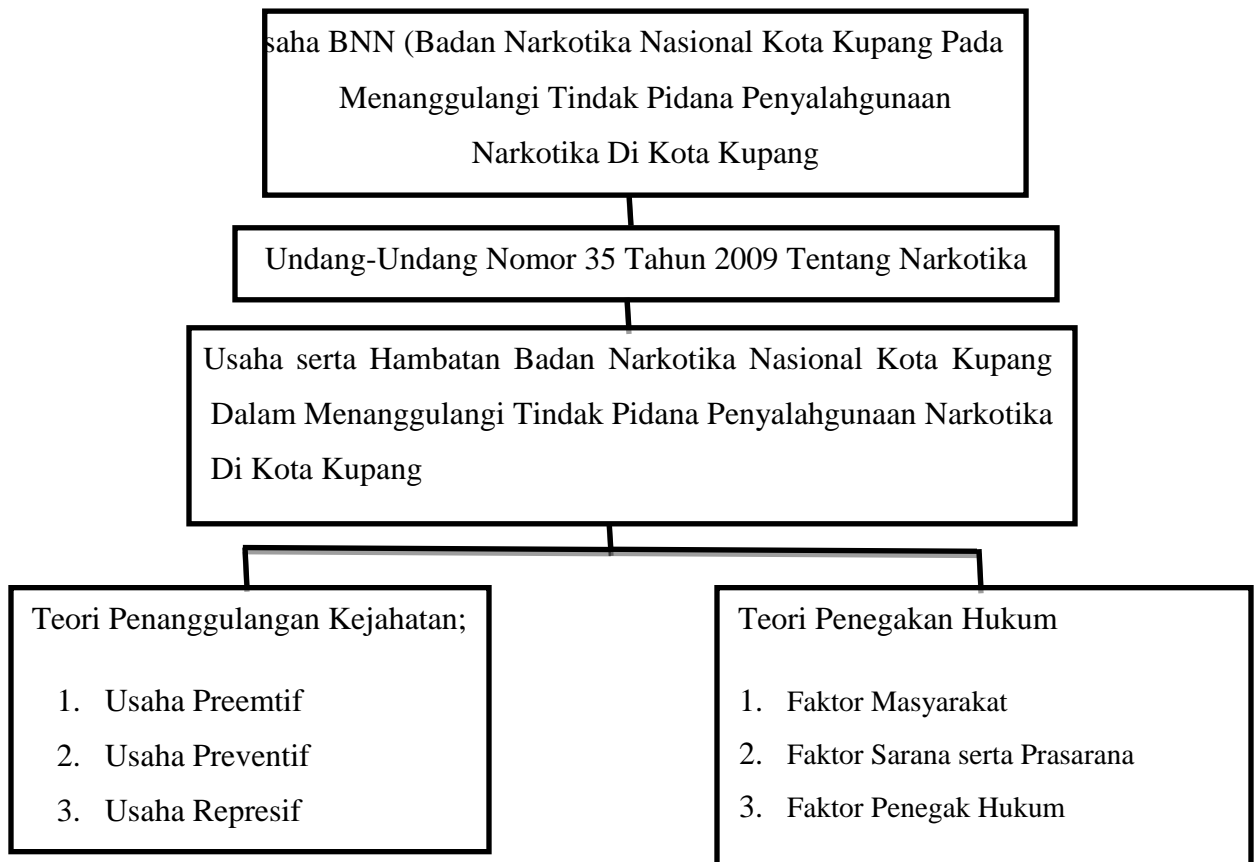 saha BNN (Badan Narkotika Nasional Kota Kupang Pada
Menanggulangi Tindak Pidana Penyalahgunaan
Narkotika Di Kota Kupang
Undang-Undang Nomor 35 Tahun 2009 Tentang Narkotika
Usaha serta Hambatan Badan Narkotika Nasional Kota Kupang
Dalam Menanggulangi Tindak Pidana Penyalahgunaan Narkotika
Di Kota Kupang
Teori Penanggulangan Kejahatan;
1. Usaha Preemtif
2. Usaha Preventif
3. Usaha Represif
Teori Penegakan Hukum
1. Faktor Masyarakat
2. Faktor Sarana serta Prasarana
3. Faktor Penegak Hukum